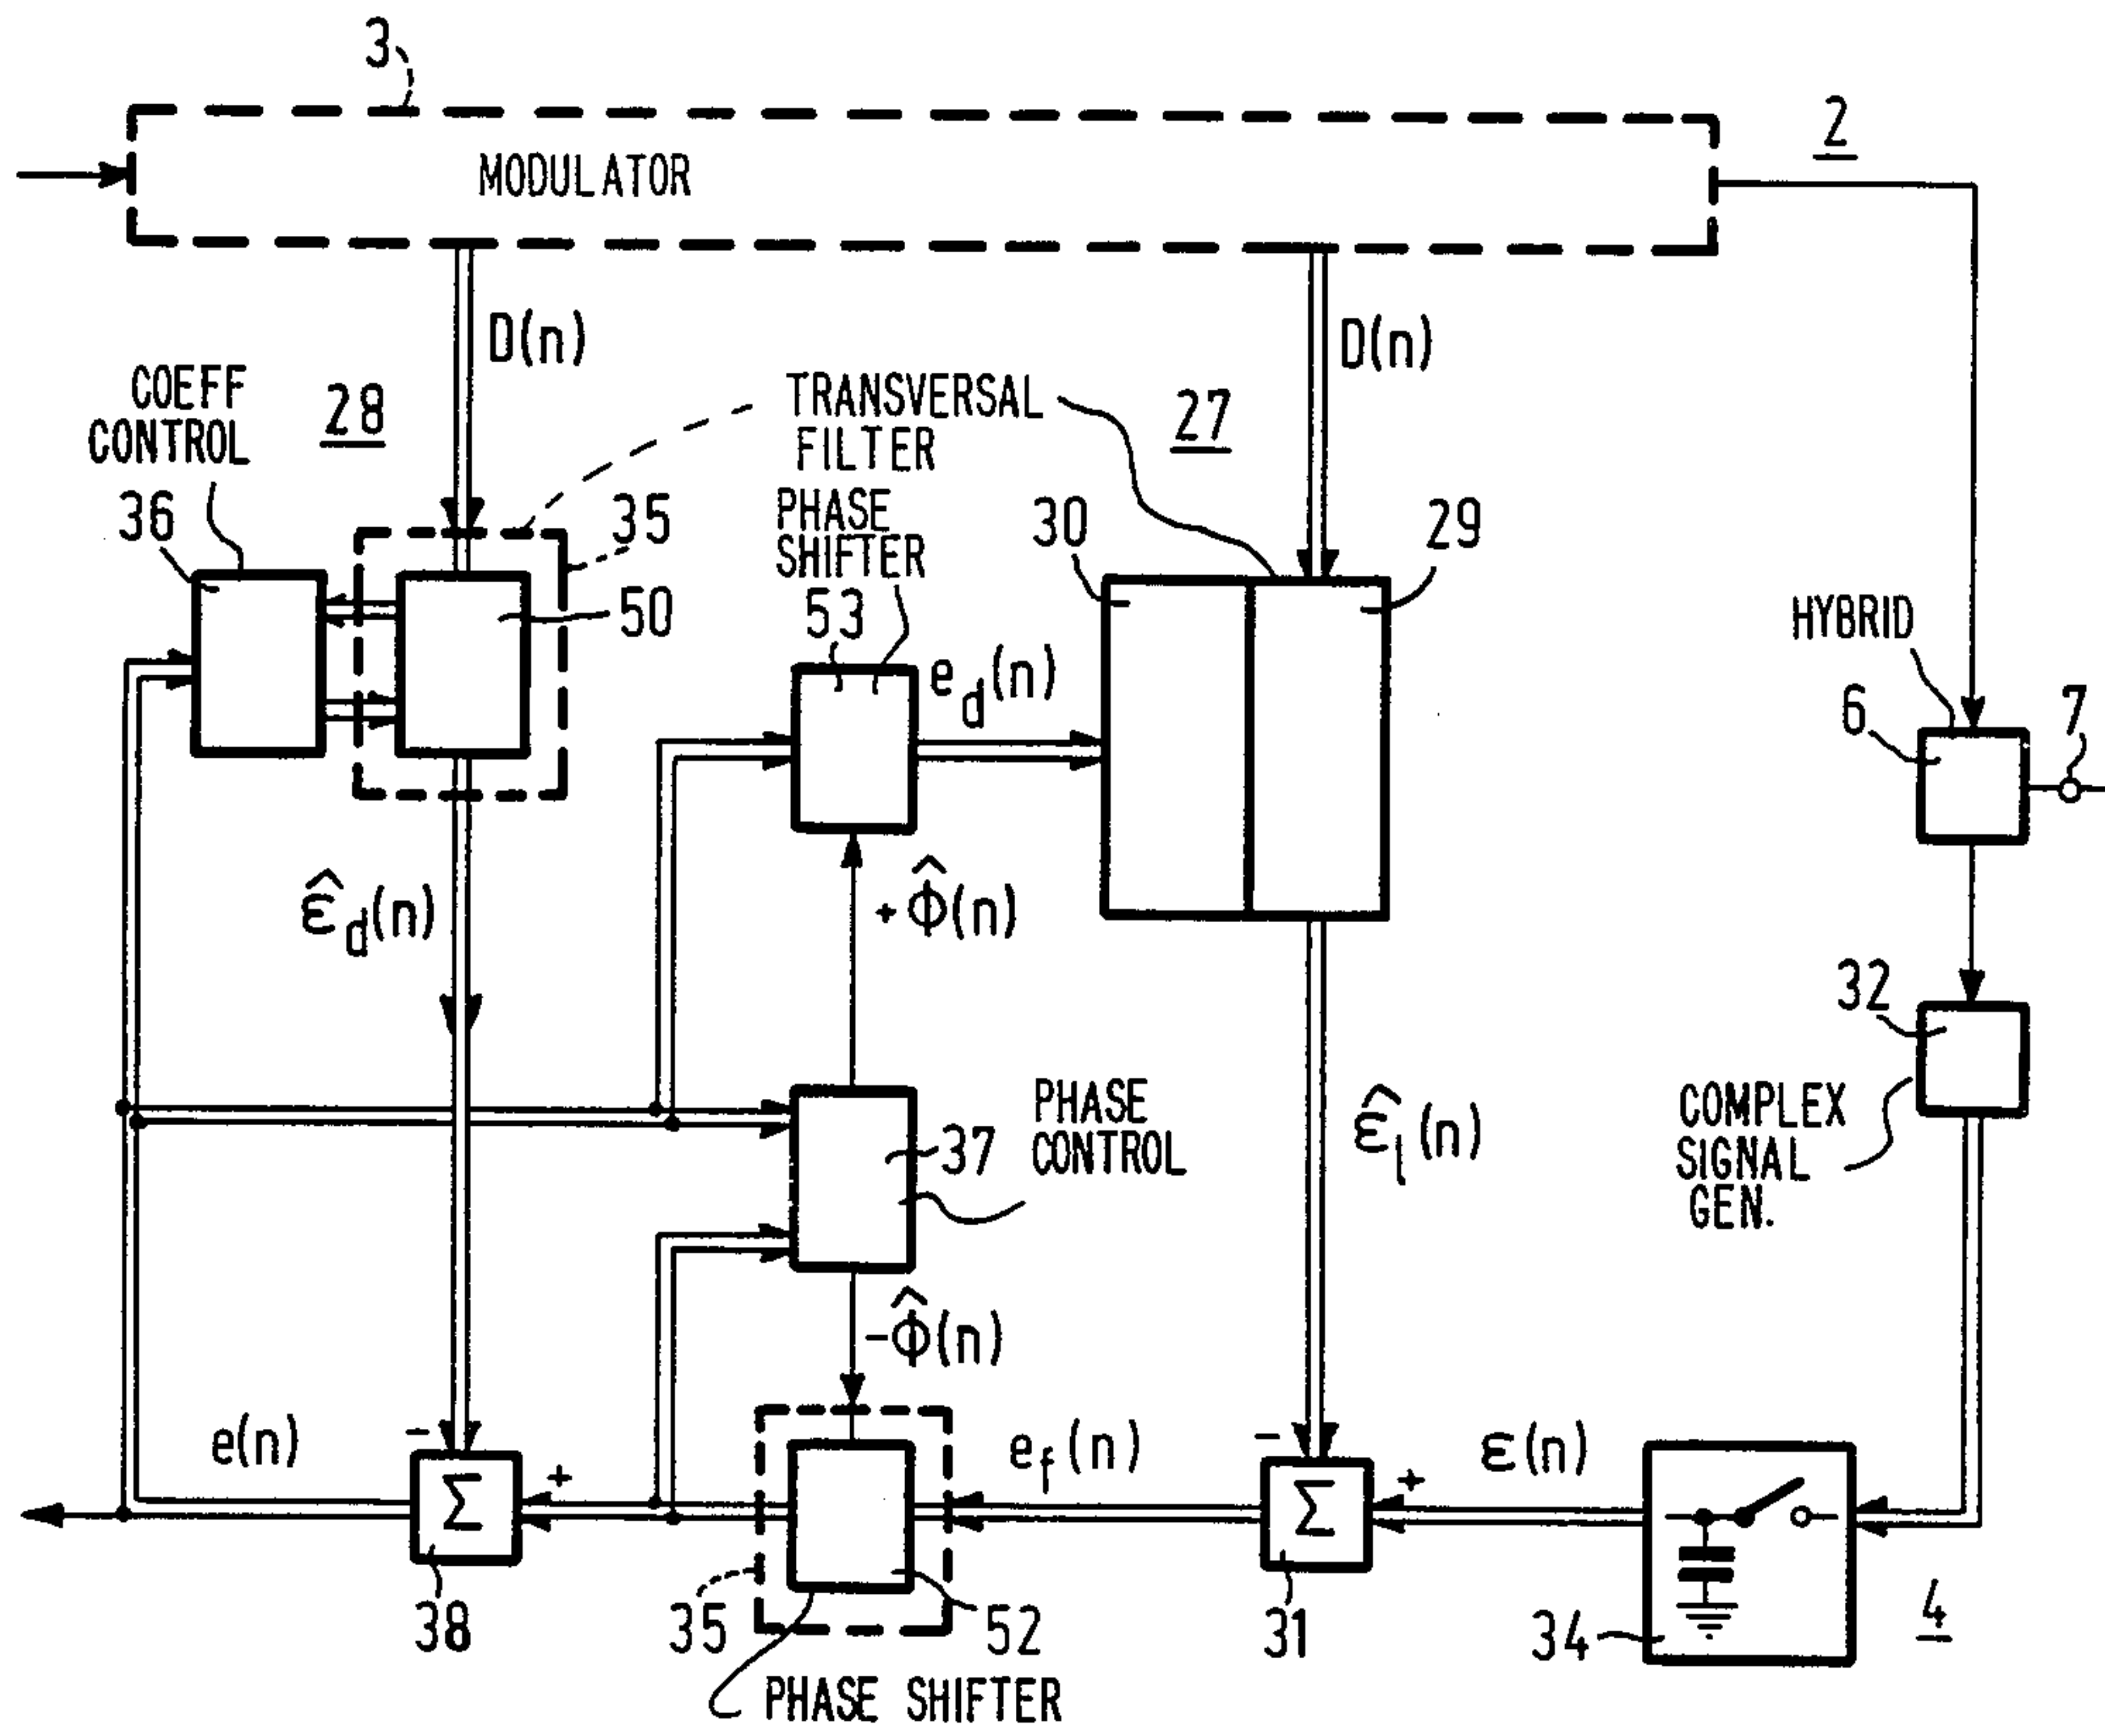 3
MODULATOR
2
D(n)
D(n)
COEFF
CONTROL
28
TRANSVERSAL
FILTER
27
36
35
PHASE
SHIFTER
53
30
29
50
HYBRID
e_d(n)
6
7
ε̂_d(n)
+Φ̂(n)
32
PHASE
CONTROL
37
ε̂_l(n)
COMPLEX
SIGNAL
GEN.
-Φ̂(n)
e(n)
-
Σ
+
e_f(n)
-
Σ
+
ε(n)
38
35
52
31
34
4
PHASE SHIFTER